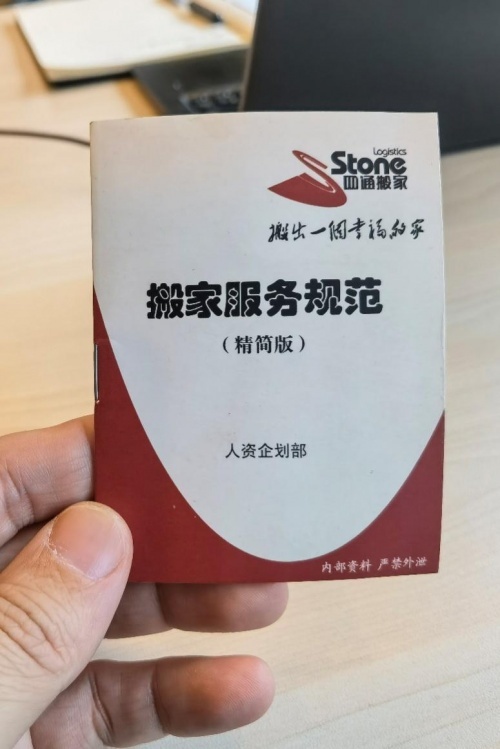 Logistics
Stone
四通搬家
搬出一個幸福的家
搬家服务规范
（精简版）
人资企划部
内部资料 严禁外泄